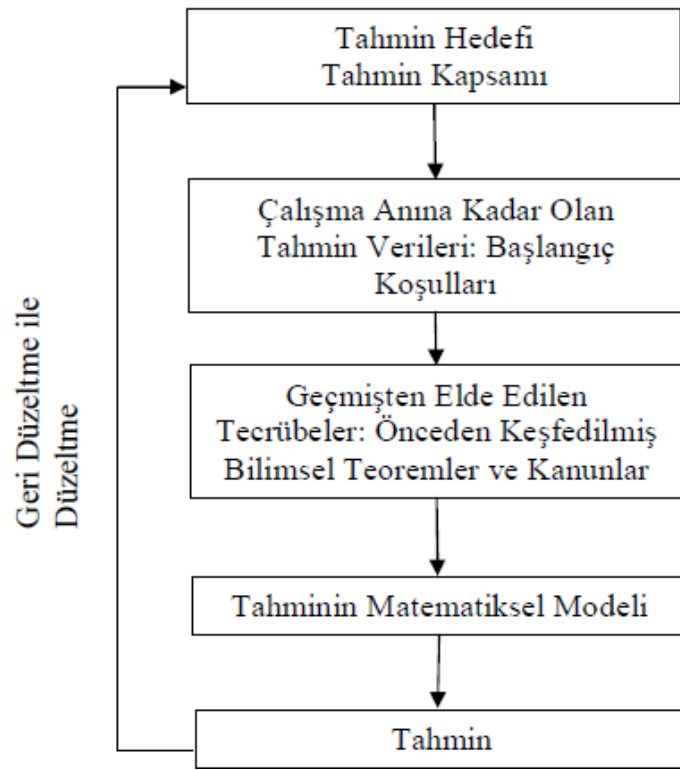 Tahmin Hedefi
Tahmin Kapsamı
Çalışma Anına Kadar Olan
Tahmin Verileri: Başlangıç
Koşulları
Geçmişten Elde Edilen
Tecrübeler: Önceden Keşfedilmiş
Bilimsel Teoremler ve Kanunlar
Tahminin Matematiksel Modeli
Tahmin
Geri Düzeltme ile
Düzeltme